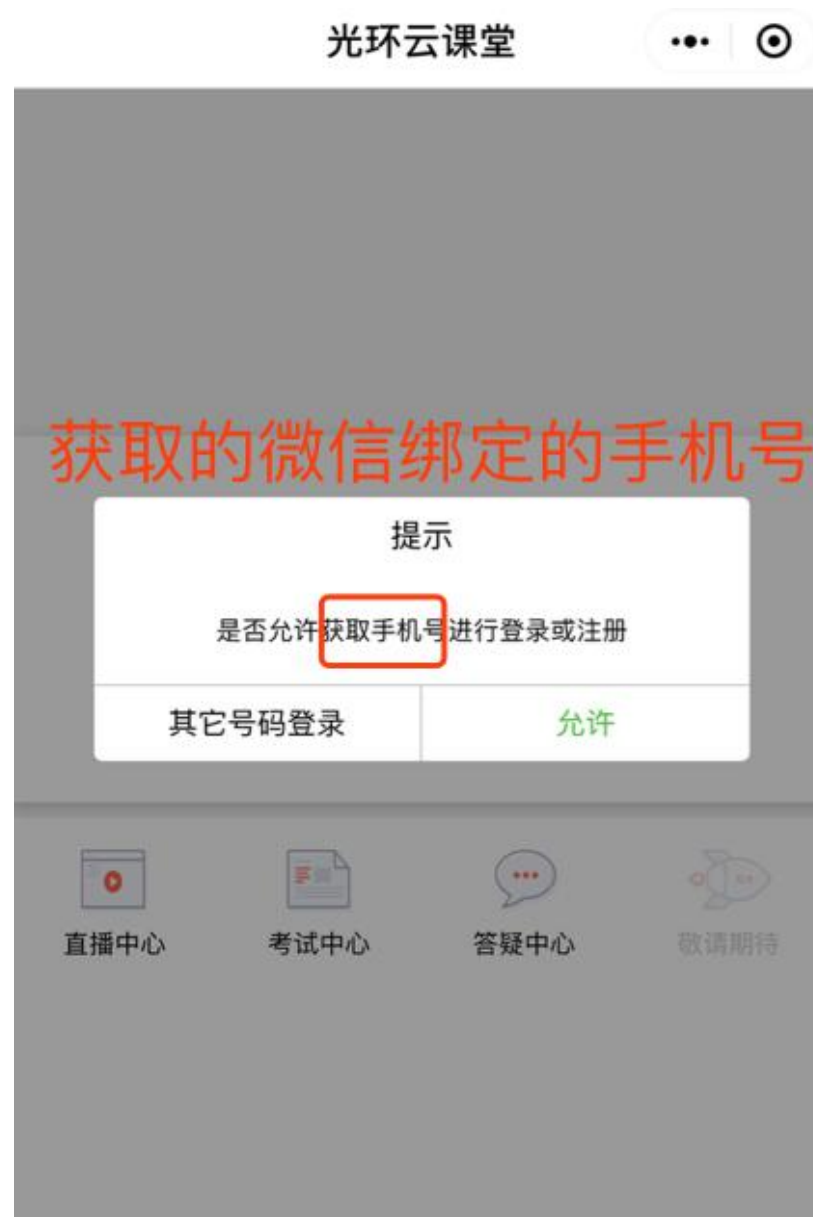 光环云课堂
获取的微信绑定的手机号
提示
是否允许获取手机号进行登录或注册
其它号码登录 允许
直播中心 考试中心 答疑中心 敬请期待